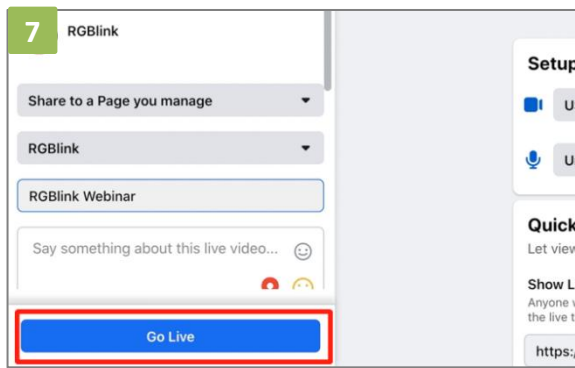 7
RGBlink
Share to a Page you manage
RGBlink
RGBlink Webinar
Say something about this live video...
Go Live
Setup
U
U
Quick
Let view
Show L
Anyone w
the live t
https:/